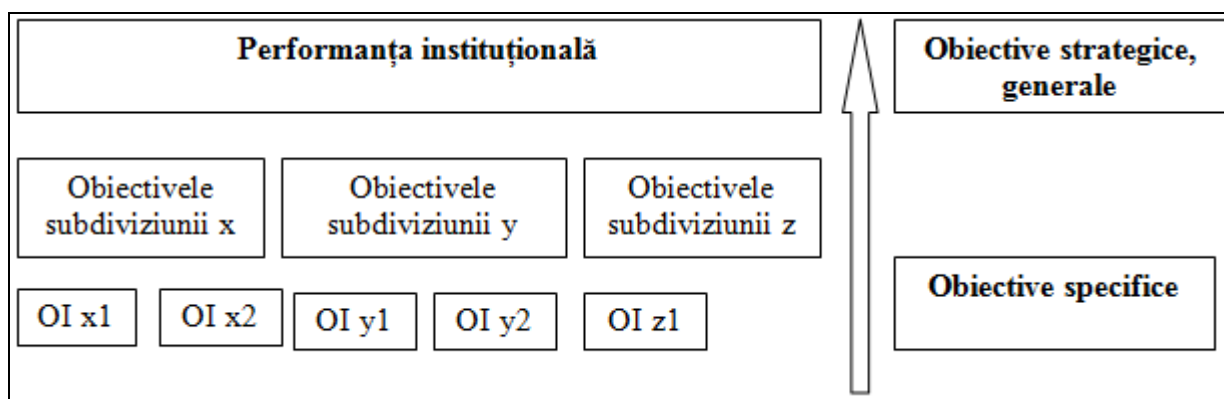 Performanța instituțională
Obiective strategice,
generale
Obiectivele
subdiviziunii x
Obiectivele
subdiviziunii y
Obiectivele
subdiviziunii z
Obiective specifice
OI x1
OI x2
OI y1
OI y2
OI z1